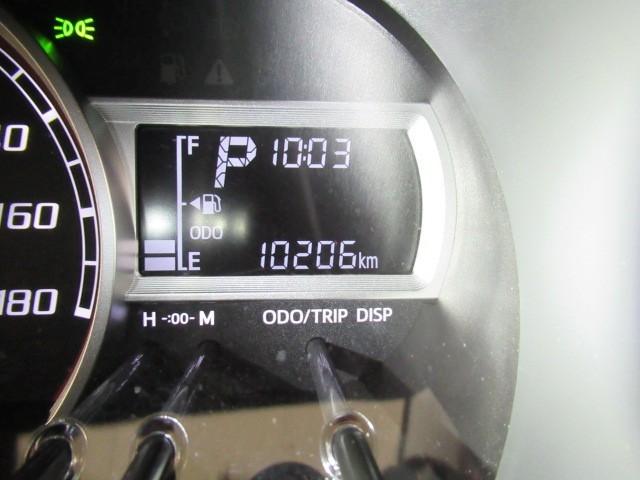 160
180
F
P 10:03
ODO
E 10206km
H -:00- M ODO/TRIP DISP